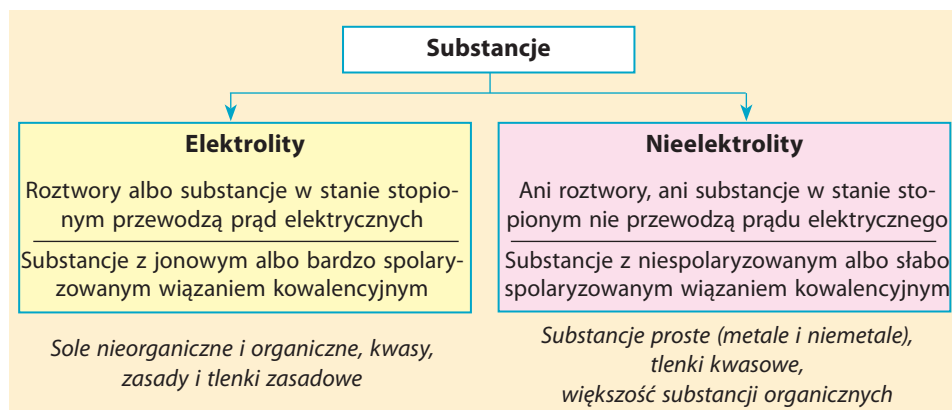 Substancje
Elektrolity
Roztwory albo substancje w stanie stopio-
nym przewodzą prąd elektrycznych
Substancje z jonowym albo bardzo spolary-
zowanym wiązaniem kowalencyjnym
Sole nieorganiczne i organiczne, kwasy,
zasady i tlenki zasadowe
Nieelektrolity
Ani roztwory, ani substancje w stanie sto-
pionym nie przewodzą prądu elektrycznego
Substancje z niespolaryzowanym albo słabo
spolaryzowanym wiązaniem kowalencyjnym
Substancje proste (metale i niemetale),
tlenki kwasowe,
większość substancji organicznych